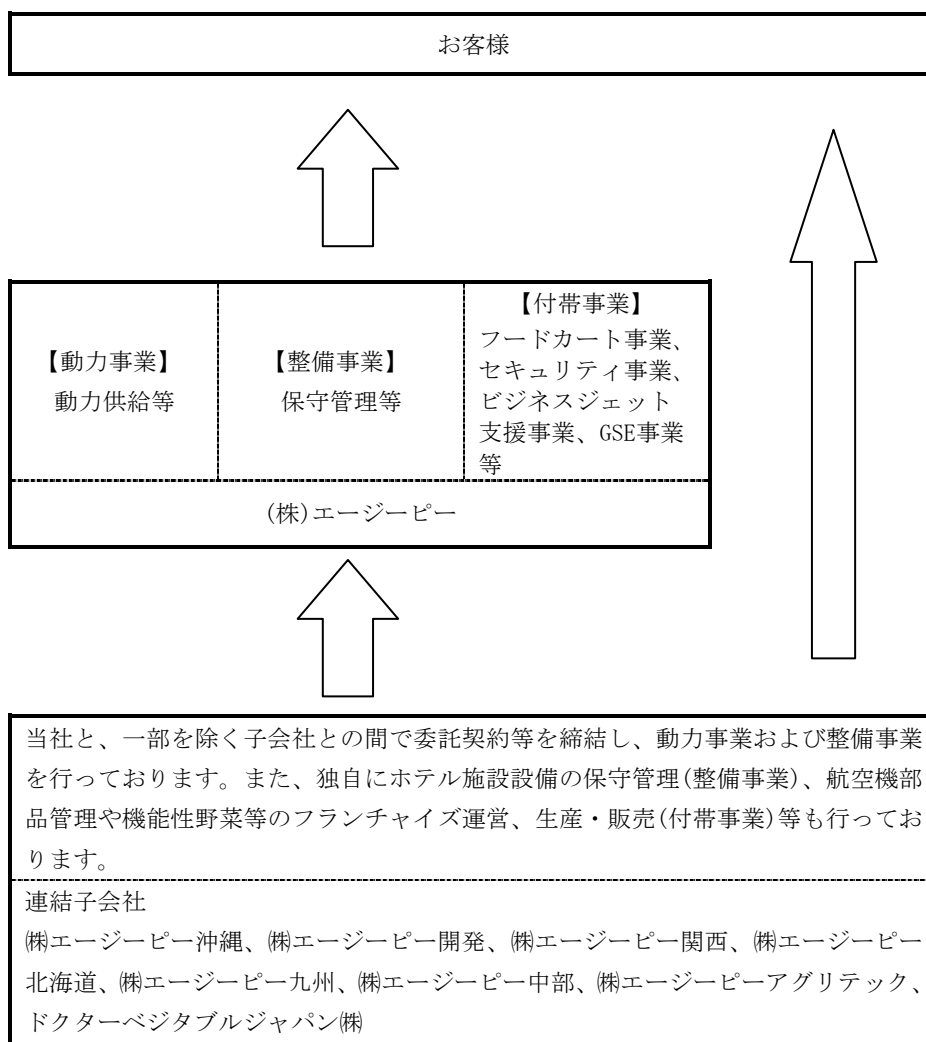 お客様
【動力事業】
動力供給等
【整備事業】
保守管理等
【付帯事業】
フードカート事業、
セキュリティ事業、
ビジネスジェット
支援事業、GSE事業
等
(株)エージーピー
当社と、一部を除く子会社との間で委託契約等を締結し、動力事業および整備事業
を行っております。また、独自にホテル施設設備の保守管理(整備事業)、航空機部
品管理や機能性野菜等のフランチャイズ運営、生産・販売(付帯事業)等も行ってお
ります。
連結子会社
㈱エージーピー沖縄、㈱エージーピー開発、㈱エージーピー関西、㈱エージーピー
北海道、㈱エージーピー九州、㈱エージーピー中部、㈱エージーピーアグリテック、
ドクターベジタブルジャパン㈱